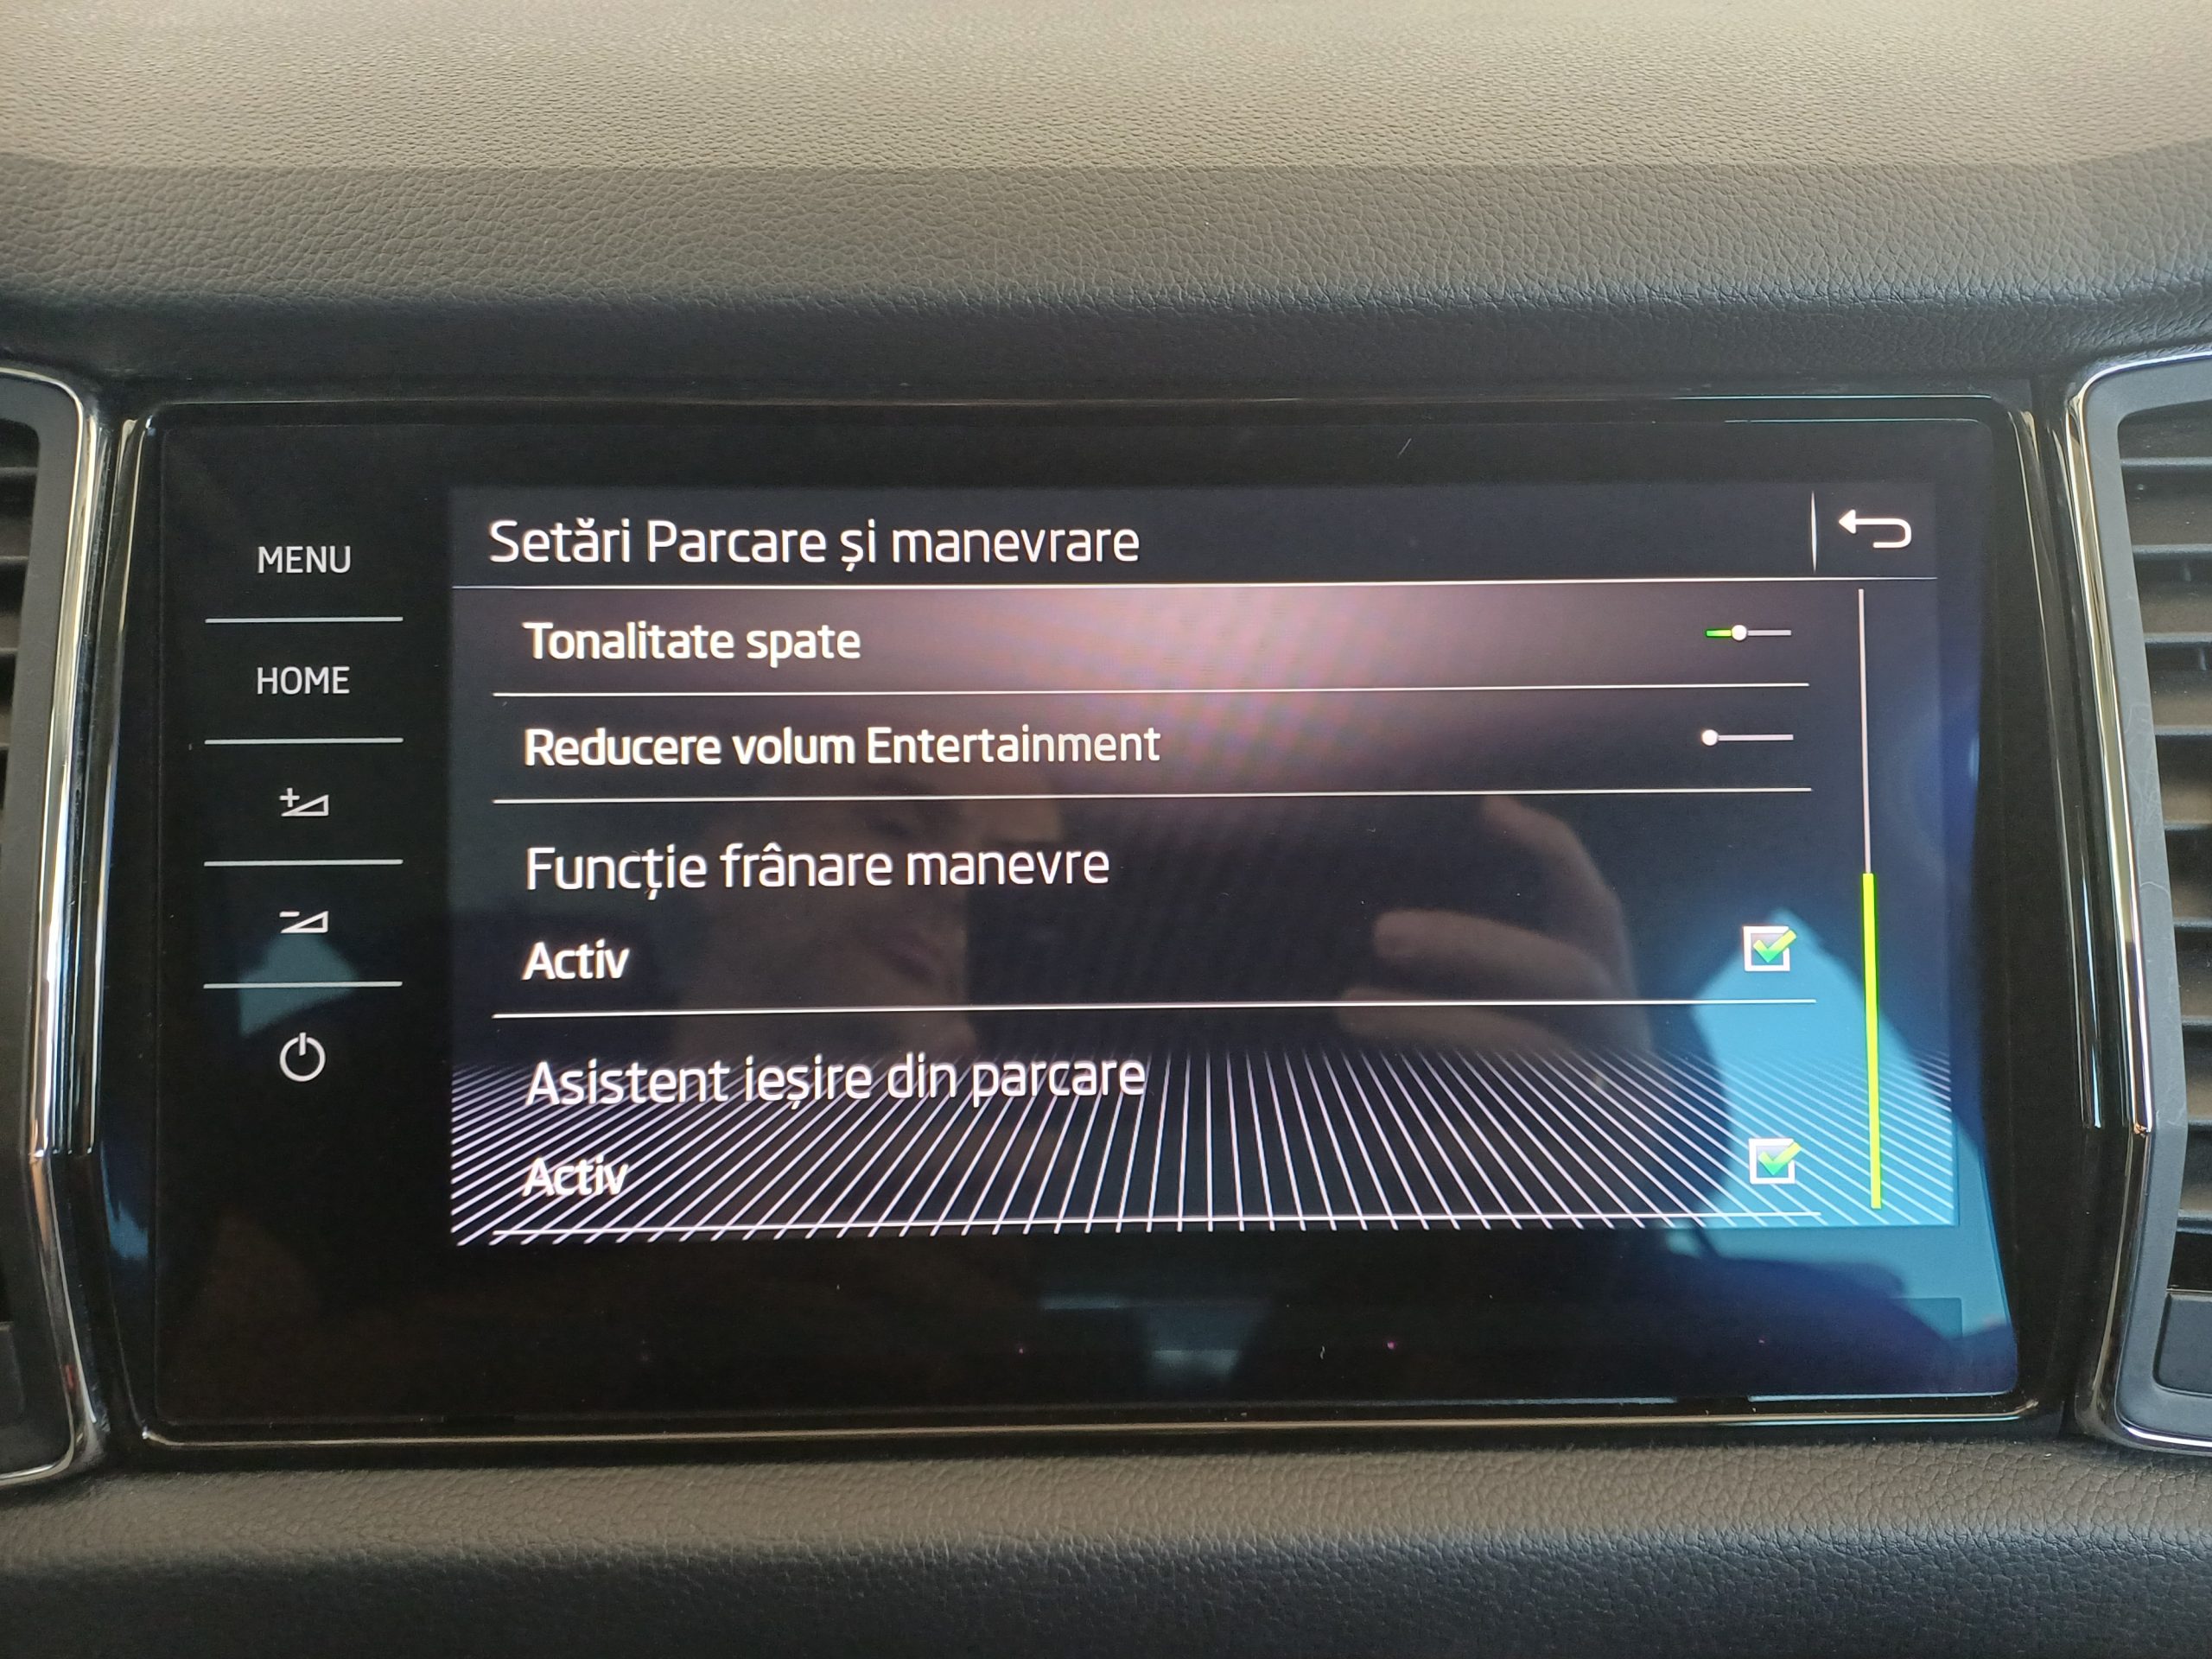 MENU
HOME
Setări Parcare și manevrare
Tonalitate spate
Reducere volum Entertainment
Funcție frânare manevre
Activ
Asistent ieșire din parcare
Activ